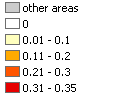 other areas
0
0.01 - 0.1
0.11 - 0.2
0.21 - 0.3
0.31 - 0.35